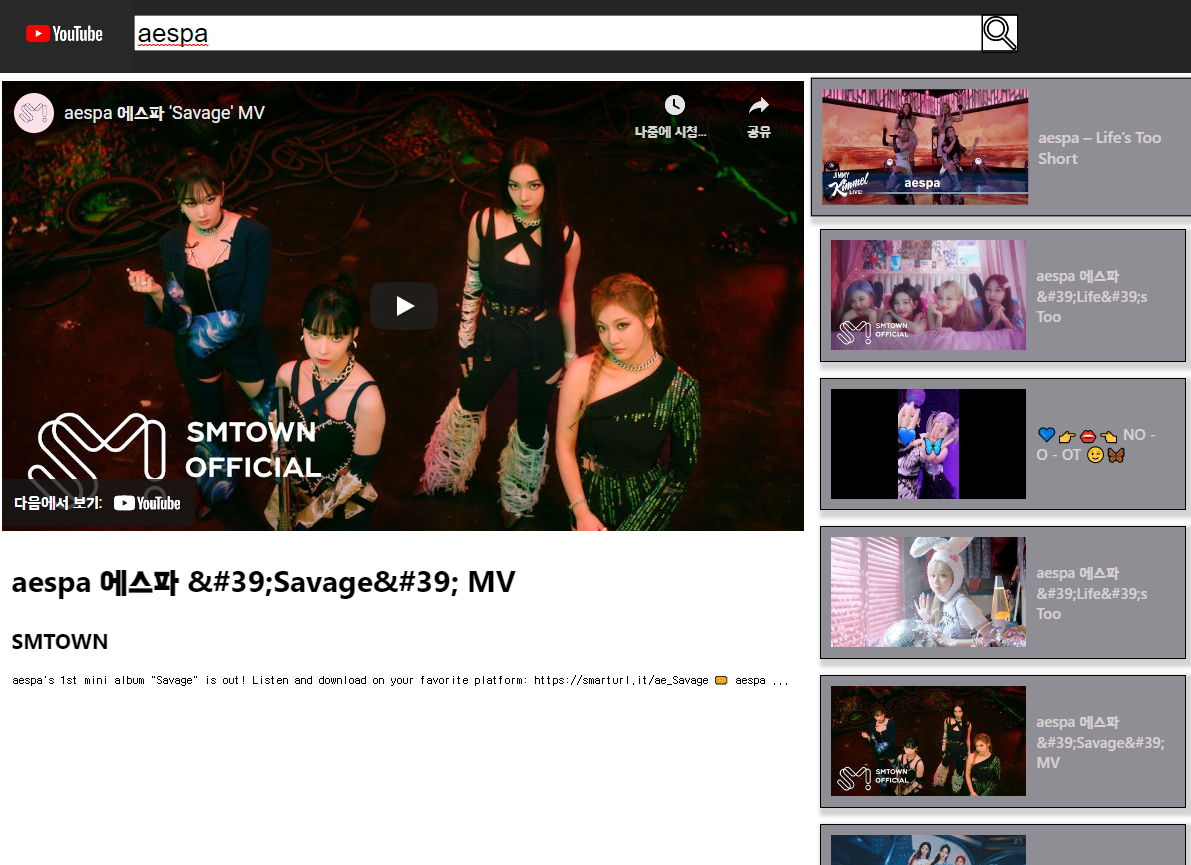 YouTube
aespa
aespa 에스파 'Savage' MV
나중에 시청...
공유
SMTOWN
OFFICIAL
다음에서 보기: YouTube
aespa 에스파 &#39;Savage&#39; MV
SMTOWN
aespa's 1st mini album "Savage" is out! Listen and download on your favorite platform: https://smarturl.it/ae_Savage 🎫 aespa ...
JIMMY
Kimmel
LIVE!
aespa
aespa – Life’s Too
Short
SMTOWN
OFFICIAL
aespa 에스파
&#39;Life&#39;s
Too
💙👉👄👈 NO -
O - OT 😉🦋
aespa 에스파
&#39;Life&#39;s
Too
SMTOWN
OFFICIAL
aespa 에스파
&#39;Savage&#39;
MV